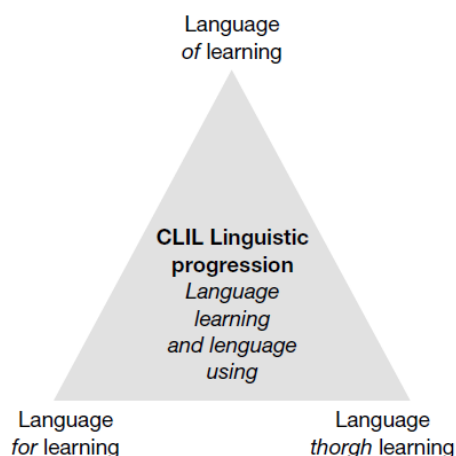 Language
of learning
CLIL Linguistic
progression
Language
learning
and lenguage
using
Language
for learning
Language
thorgh learning